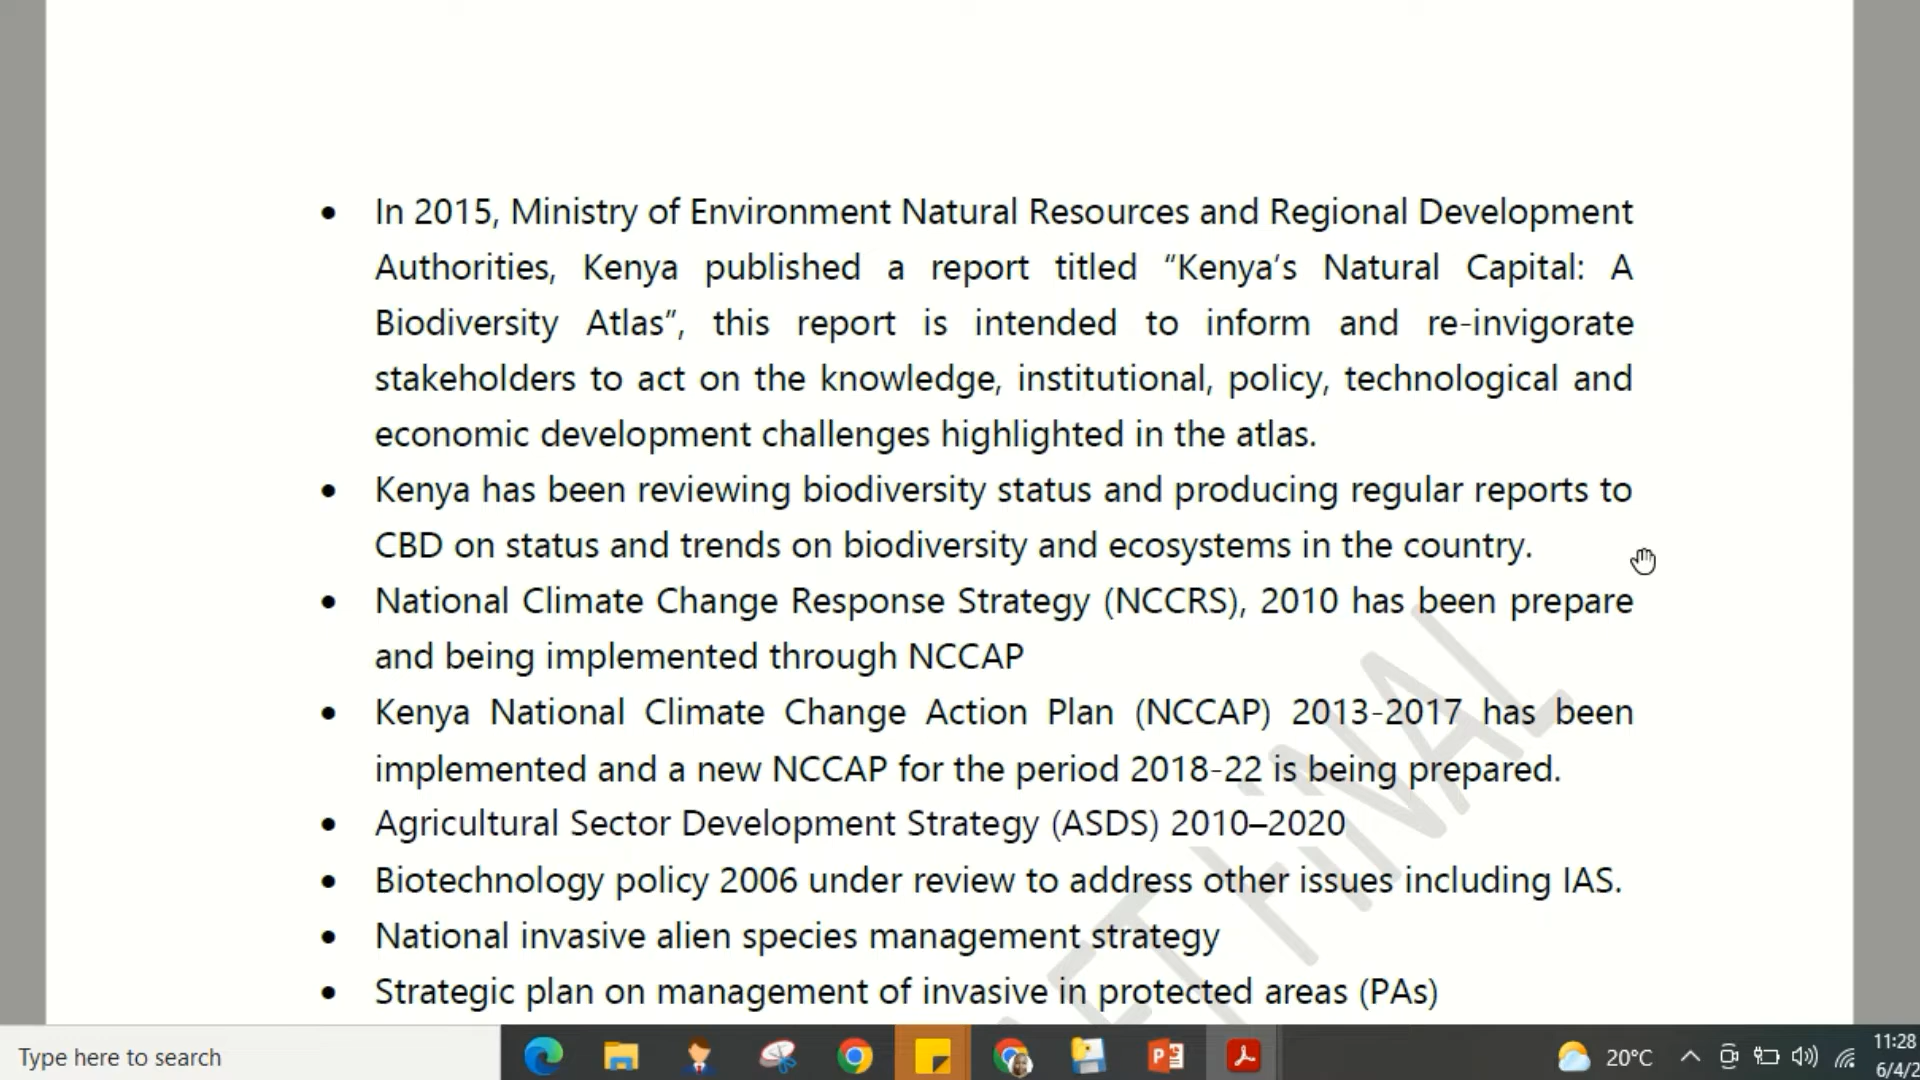 In 2015, Ministry of Environment Natural Resources and Regional Development
Authorities, Kenya published a report titled “Kenya’s Natural Capital: A
Biodiversity Atlas”, this report is intended to inform and re-invigorate
stakeholders to act on the knowledge, institutional, policy, technological and
economic development challenges highlighted in the atlas.
Kenya has been reviewing biodiversity status and producing regular reports to
CBD on status and trends on biodiversity and ecosystems in the country.
National Climate Change Response Strategy (NCCRS), 2010 has been prepare
and being implemented through NCCAP
Kenya National Climate Change Action Plan (NCCAP) 2013-2017 has been
implemented and a new NCCAP for the period 2018-22 is being prepared.
Agricultural Sector Development Strategy (ASDS) 2010–2020
Biotechnology policy 2006 under review to address other issues including IAS.
National invasive alien species management strategy
Strategic plan on management of invasive in protected areas (PAs)
FINAL
Type here to search
20°C
11:28
6/4/2